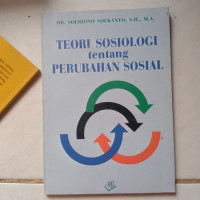 DR. SOERJONO SOEKANTO, S.H., M.A.
TEORI SOSIOLOGI
tentang
PERUBAHAN SOSIAL